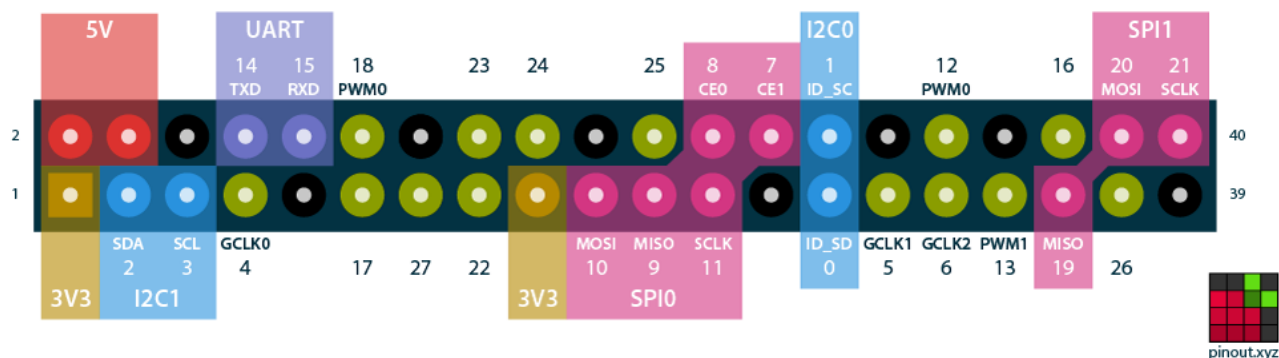 5V UART I2C0 SPI1
14 15 18 23 24 25 8 7 1 12 16 20 21
TXD RXD PWM0 CE0 CE1 ID_SC PWM0 MOSI SCLK
2 40
1 39
SDA SCL GCLK0 MOSI MISO SCLK ID_SD GCLK1 GCLK2 PWM1 MISO
2 3 4 17 27 22 10 9 11 0 5 6 13 19 26
3V3 I2C1 3V3 SPI0
pinout.xyz